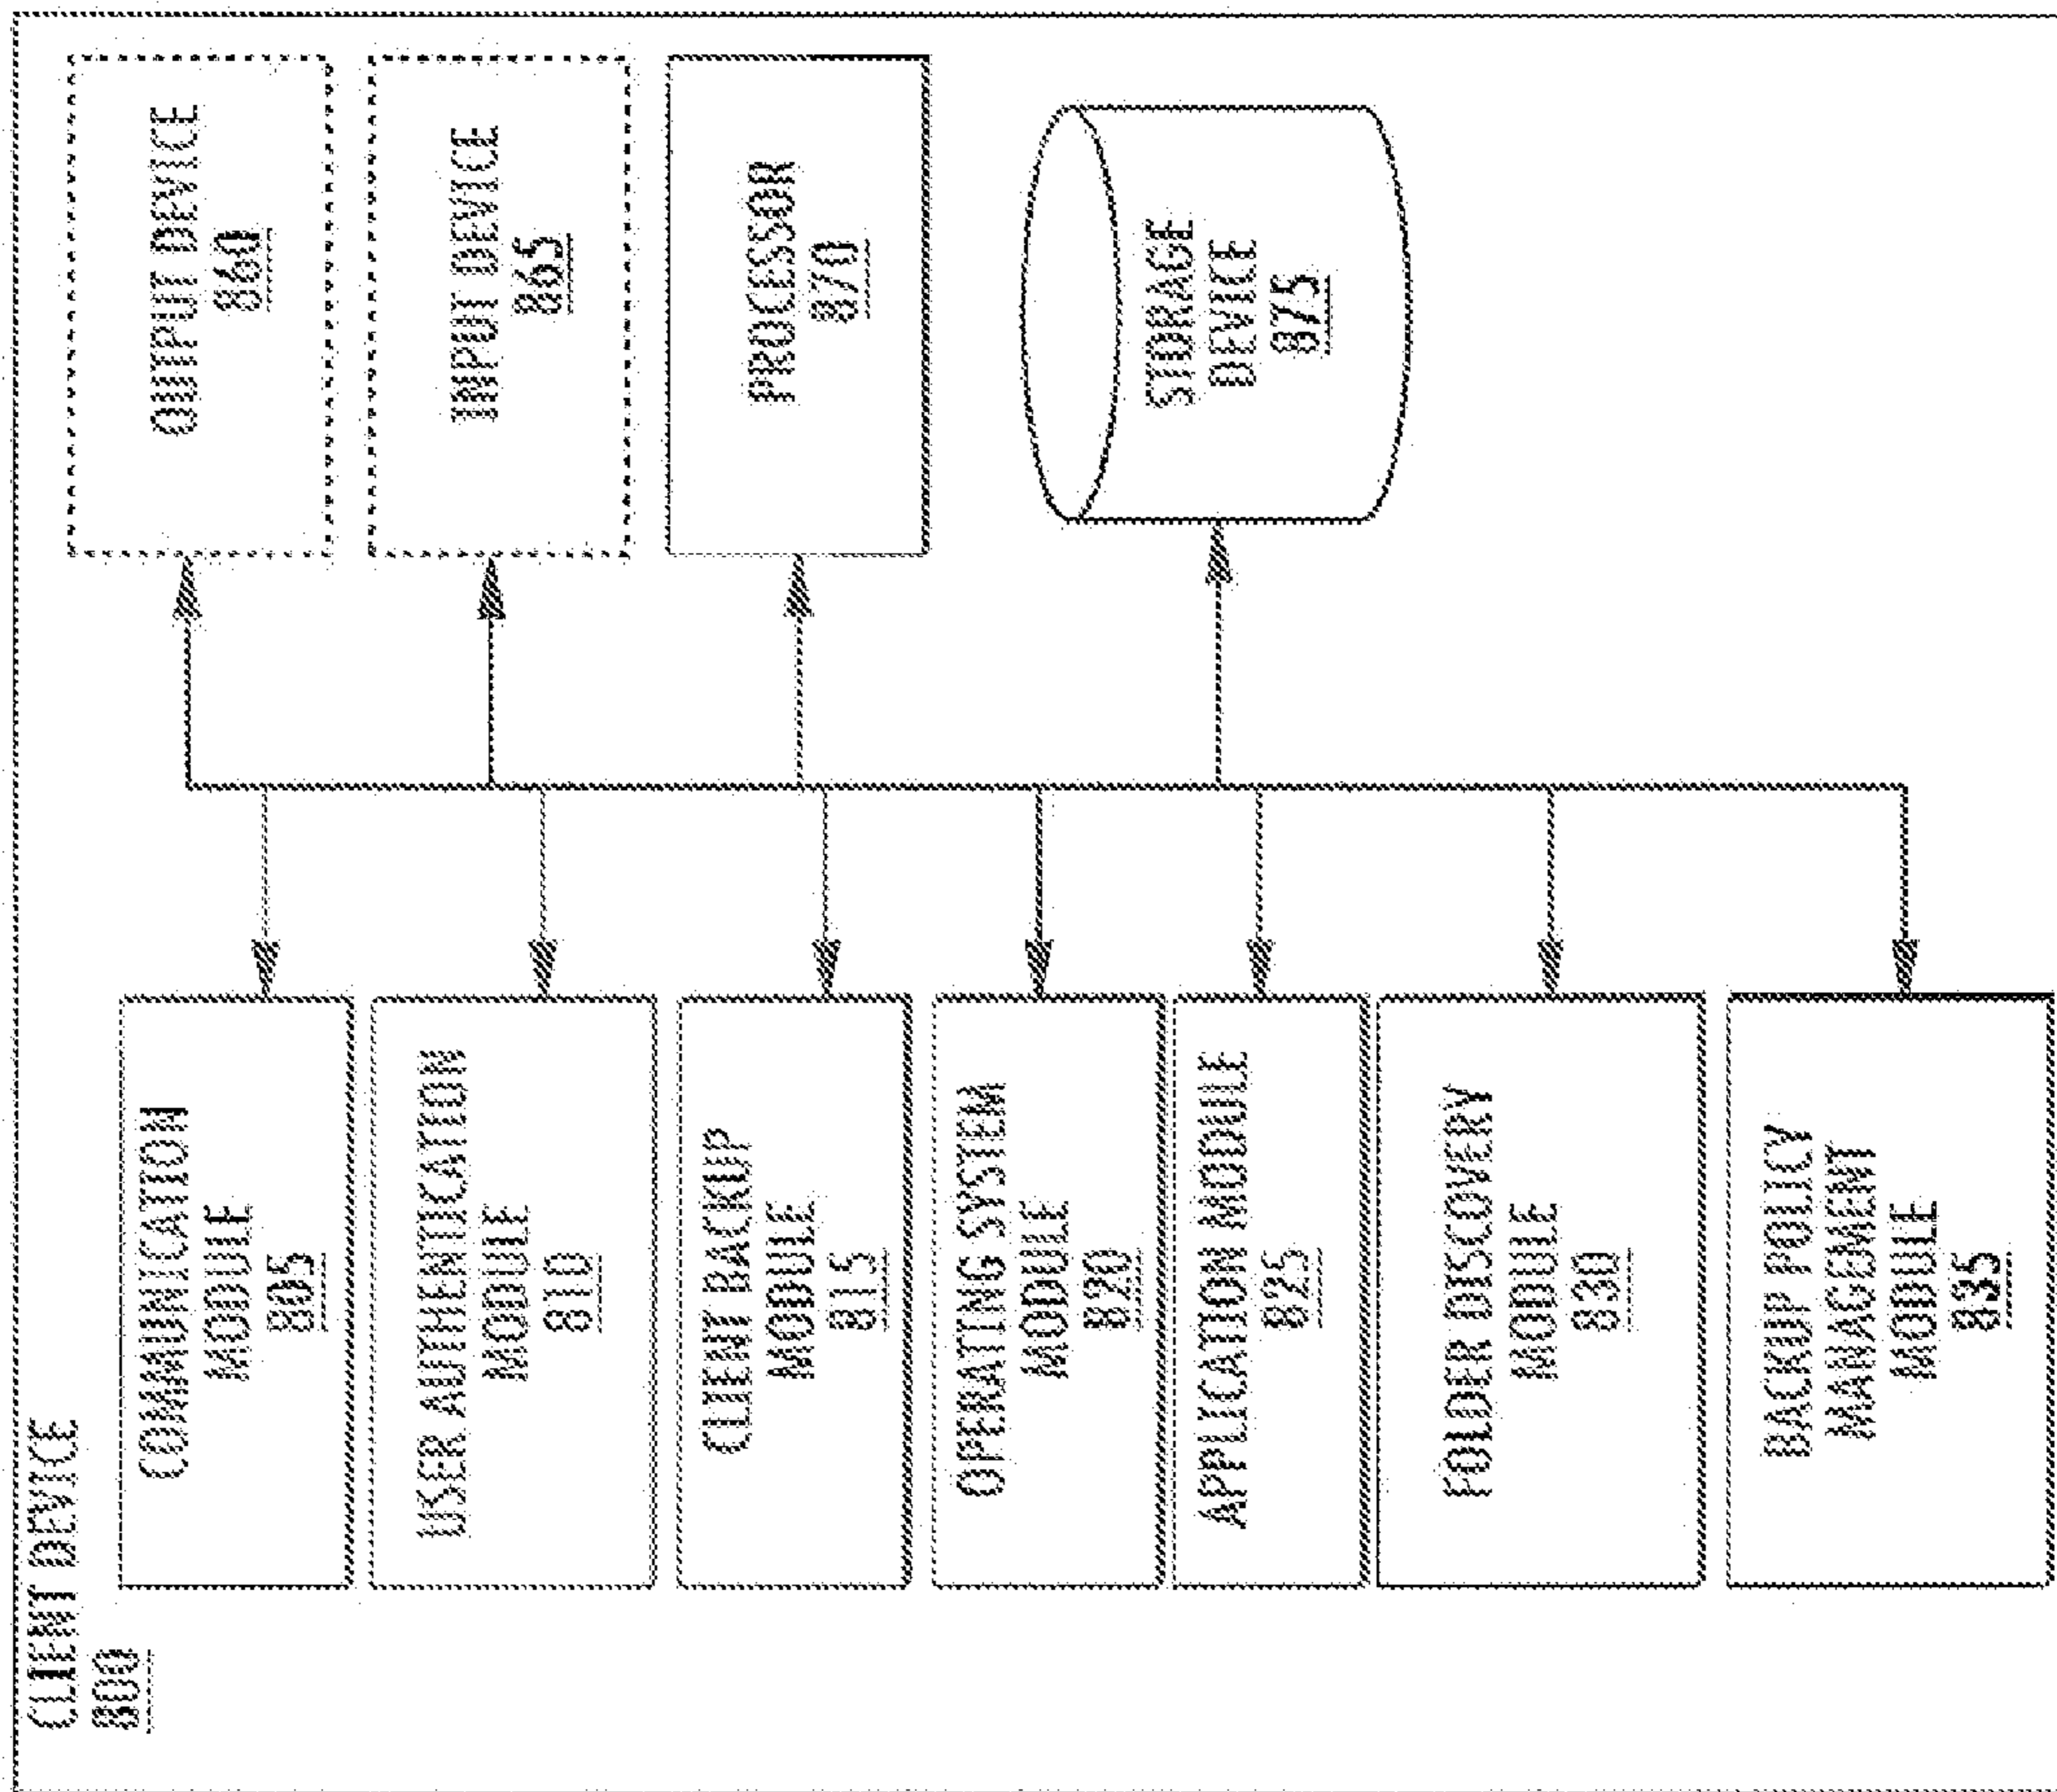 CLIENT DEVICE
800
COMMUNICATION
MODULE
805
USER AUTHENTICATION
MODULE
810
CLIENT BACKUP
MODULE
815
OPERATING SYSTEM
MODULE
820
APPLICATION MODULE
825
FOLDER DISCOVERY
MODULE
830
BACKUP POLICY
MANAGEMENT
MODULE
835
OUTPUT DEVICE
860
INPUT DEVICE
865
PROCESSOR
870
STORAGE
DEVICE
875